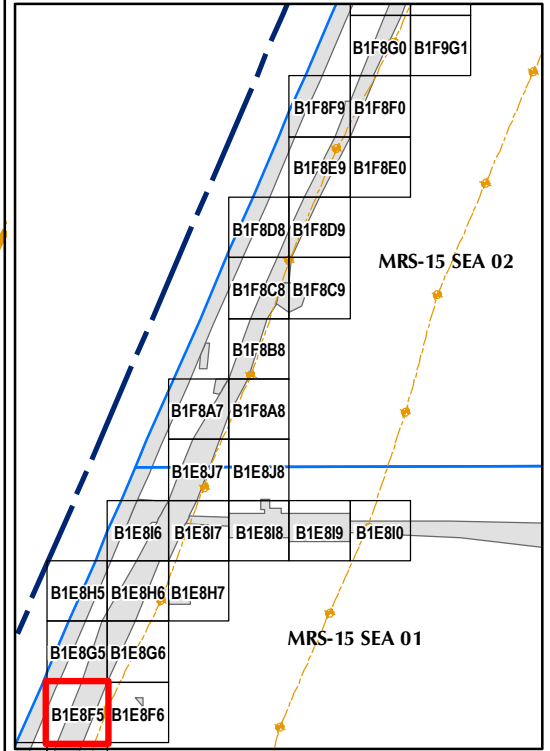 B1F8G0 B1F9G1
B1F8F9 B1F8F0
B1F8E9 B1F8E0
B1F8D8 B1F8D9
MRS-15 SEA 02
B1F8C8 B1F8C9
B1F8B8
B1F8A7 B1F8A8
B1E8J7 B1E8J8
B1E8I6 B1E8I7 B1E8I8 B1E8I9 B1E8I0
B1E8H5 B1E8H6 B1E8H7
B1E8G5 B1E8G6
MRS-15 SEA 01
B1E8F5 B1E8F6